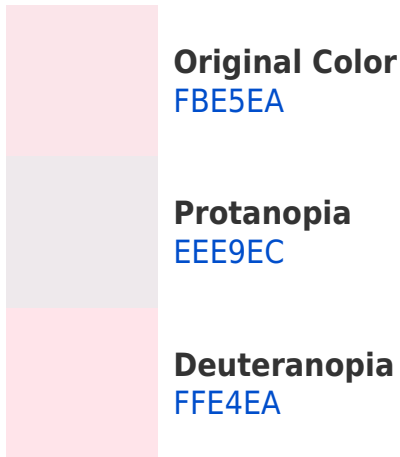 Original Color
FBE5EA
Protanopia
EEE9EC
Deuteranopia
FFE4EA